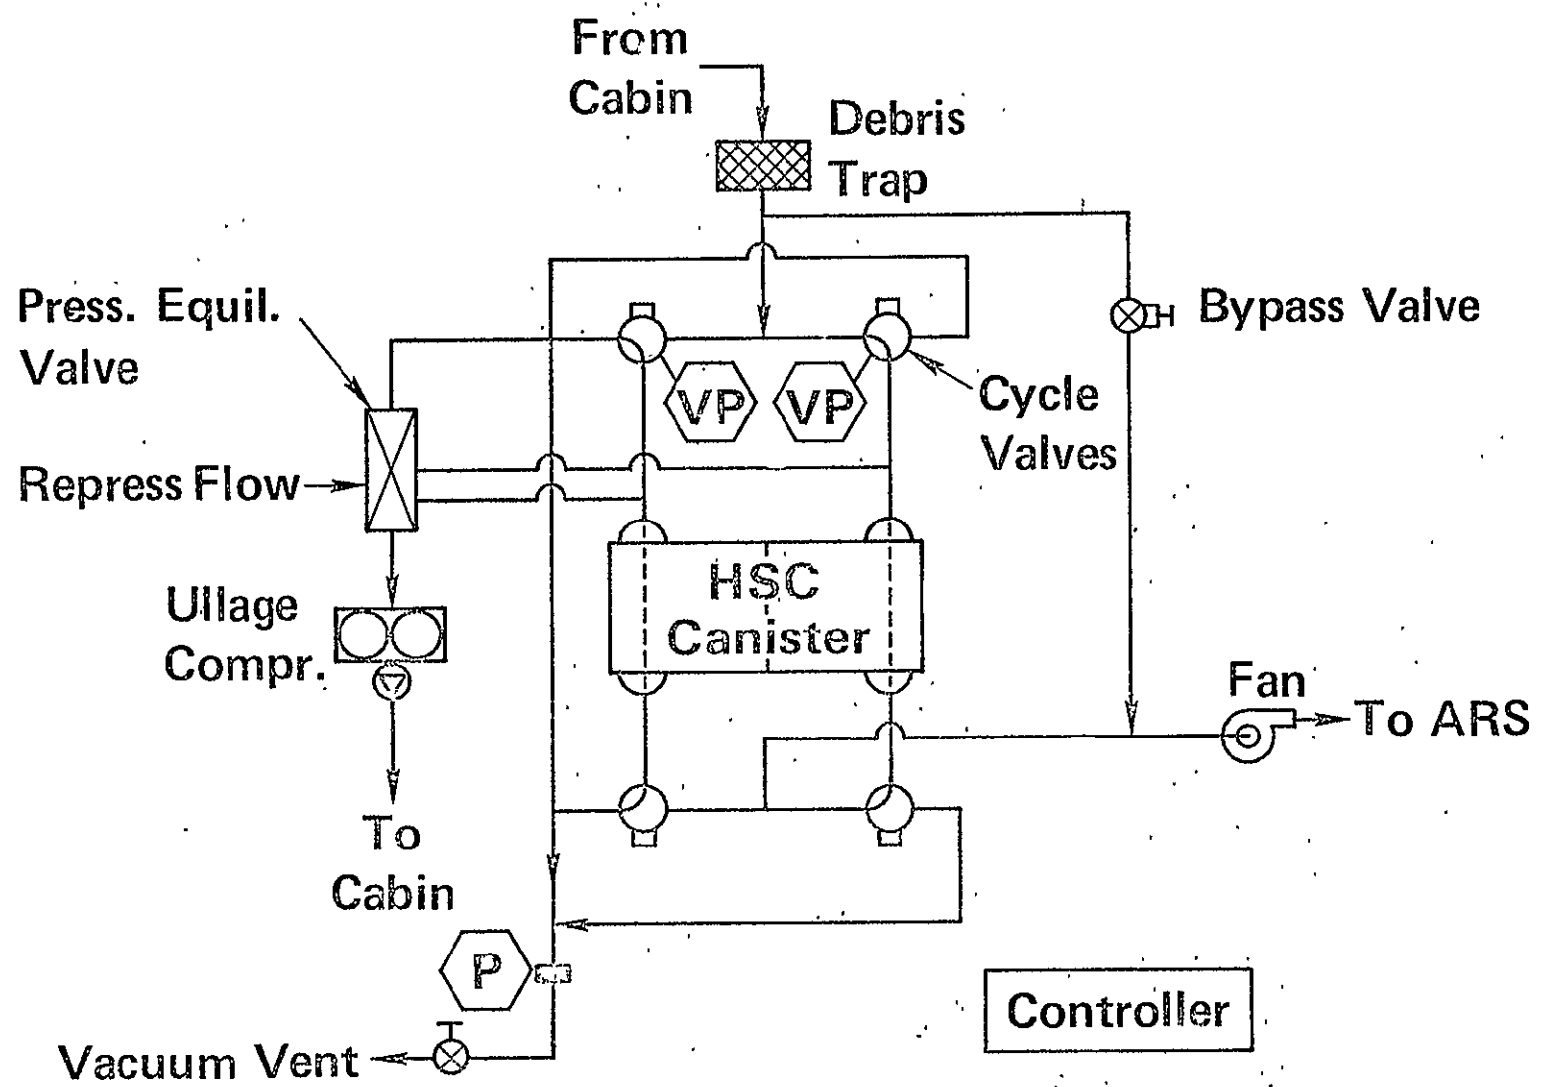 From
Cabin
Debris
Trap
Press. Equil.
Valve
Bypass Valve
VP
VP
Cycle
Valves
Repress Flow
HSC
Canister
Ullage
Compr.
Fan
To ARS
To
Cabin
P
Controller
Vacuum Vent